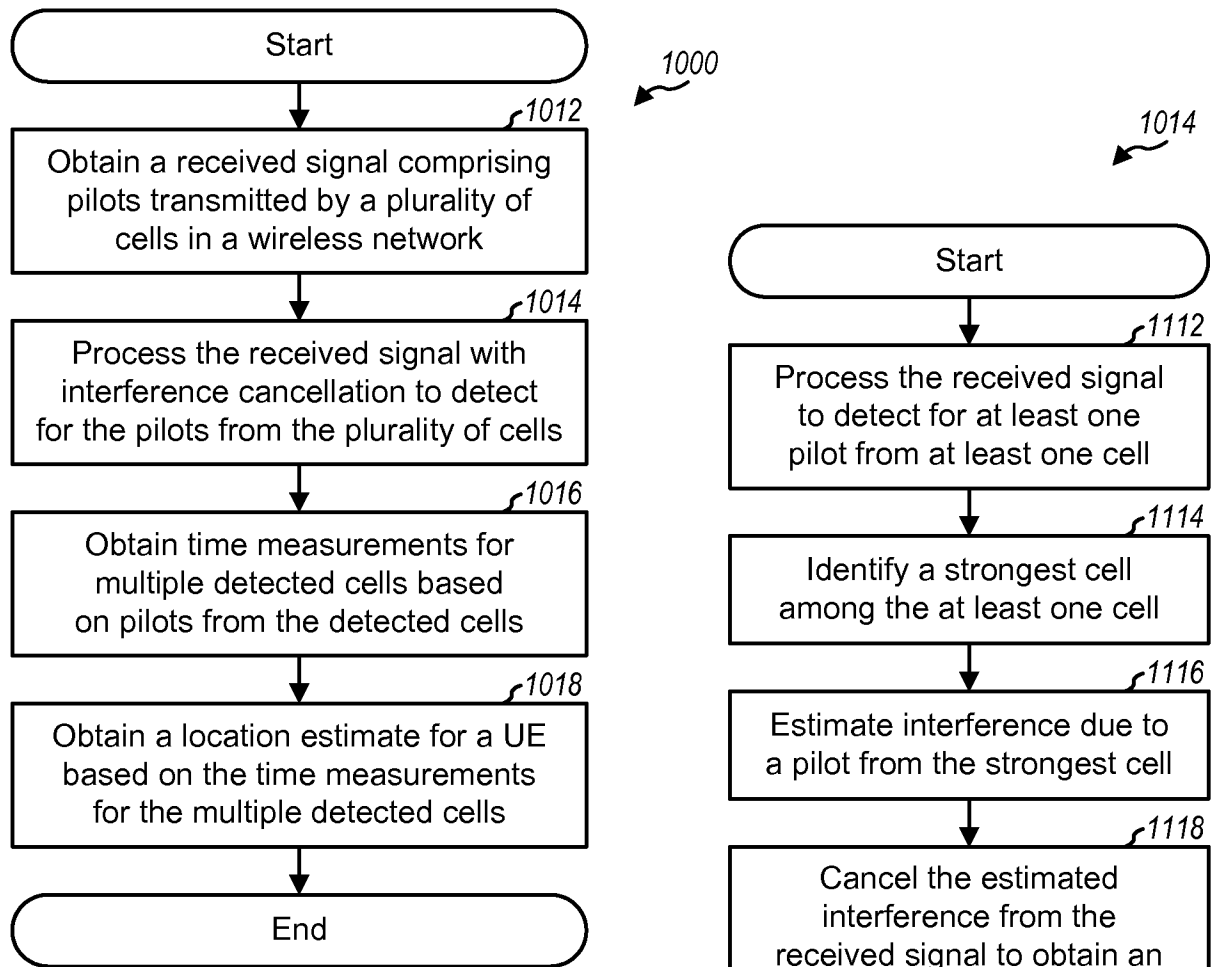 Start
1000
1012
Obtain a received signal comprising
pilots transmitted by a plurality of
cells in a wireless network
1014
Process the received signal with
interference cancellation to detect
for the pilots from the plurality of cells
1016
Obtain time measurements for
multiple detected cells based
on pilots from the detected cells
1018
Obtain a location estimate for a UE
based on the time measurements
for the multiple detected cells
End
1014
Start
1112
Process the received signal
to detect for at least one
pilot from at least one cell
1114
Identify a strongest cell
among the at least one cell
1116
Estimate interference due to
a pilot from the strongest cell
1118
Cancel the estimated
interference from the
received signal to obtain an